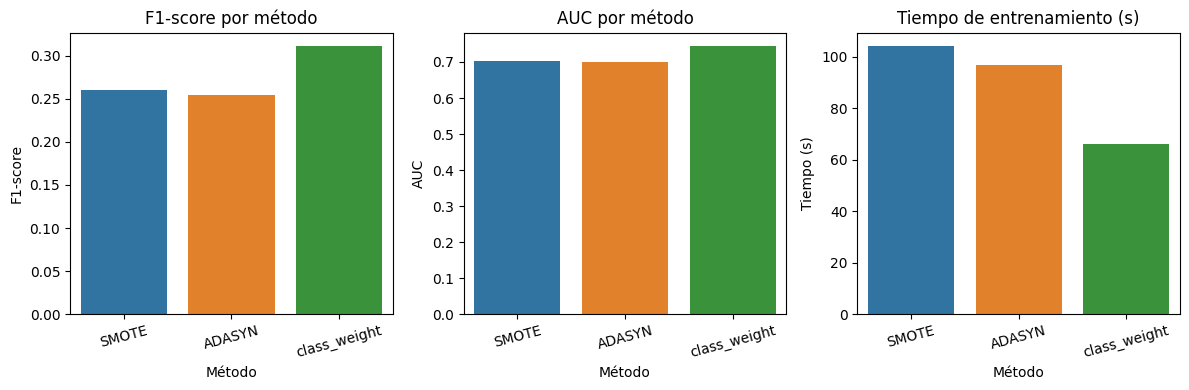 F1-score por método
F1-score
0.30
0.25
0.20
0.15
0.10
0.05
0.00
SMOTE
ADASYN
class_weight
Método
AUC por método
AUC
0.7
0.6
0.5
0.4
0.3
0.2
0.1
0.0
SMOTE
ADASYN
class_weight
Método
Tiempo de entrenamiento (s)
Tiempo (s)
100
80
60
40
20
0
SMOTE
ADASYN
class_weight
Método